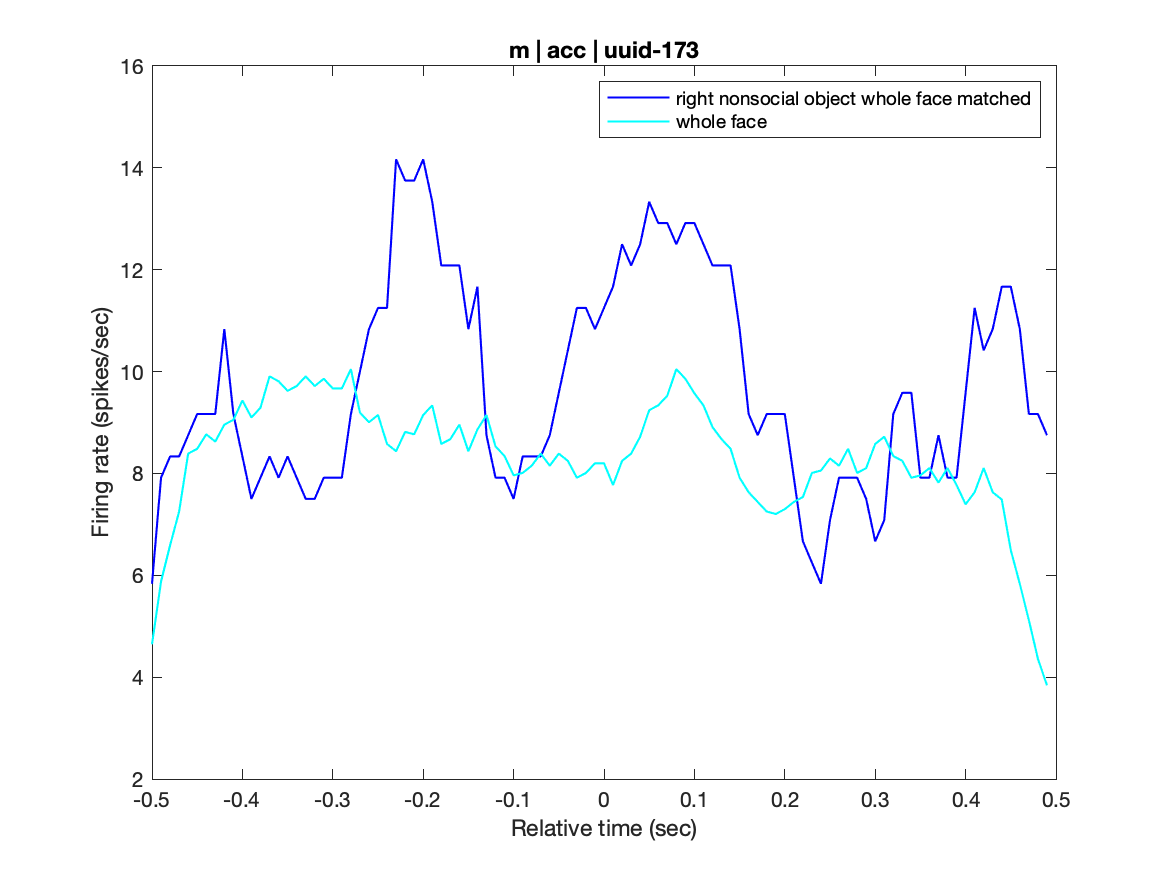 m | acc | uuid-173
16
right nonsocial object whole face matched
whole face
14
12
10
8
6
4
2
Firing rate (spikes/sec)
-0.5 -0.4 -0.3 -0.2 -0.1 0 0.1 0.2 0.3 0.4 0.5
Relative time (sec)